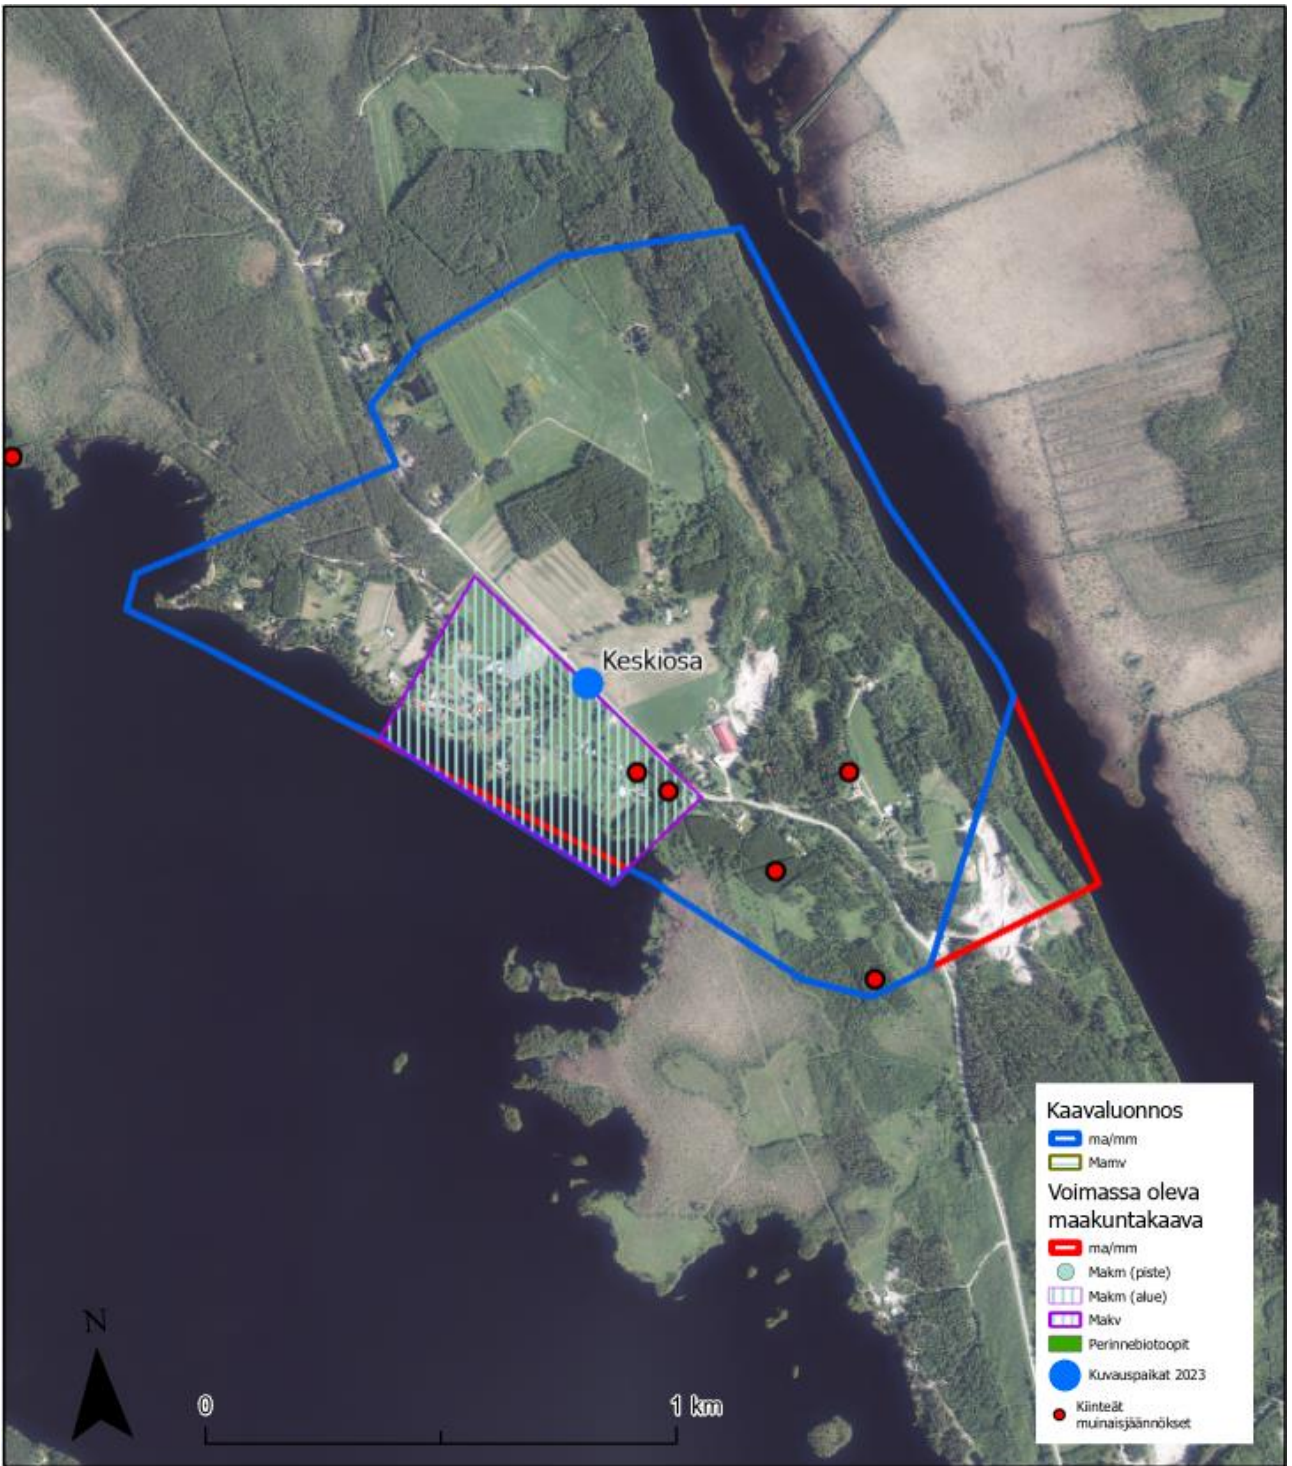 Keskiosa
Kaavaluonnos
ma/mm
Mamv
Voimassa oleva
maakuntakaava
ma/mm
Makm (piste)
Makm (alue)
Makv
Perinnebiotoopit
Kuvauspaikat 2023
Kiinteät
muinaisjäännökset
N
0
1 km